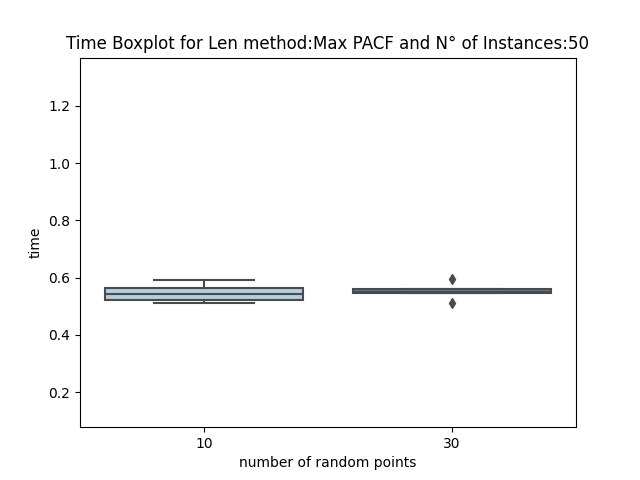 Time Boxplot for Len method:Max PACF and N° of Instances:50
1.2
1.0
0.8
0.6
0.4
0.2
time
10
30
number of random points